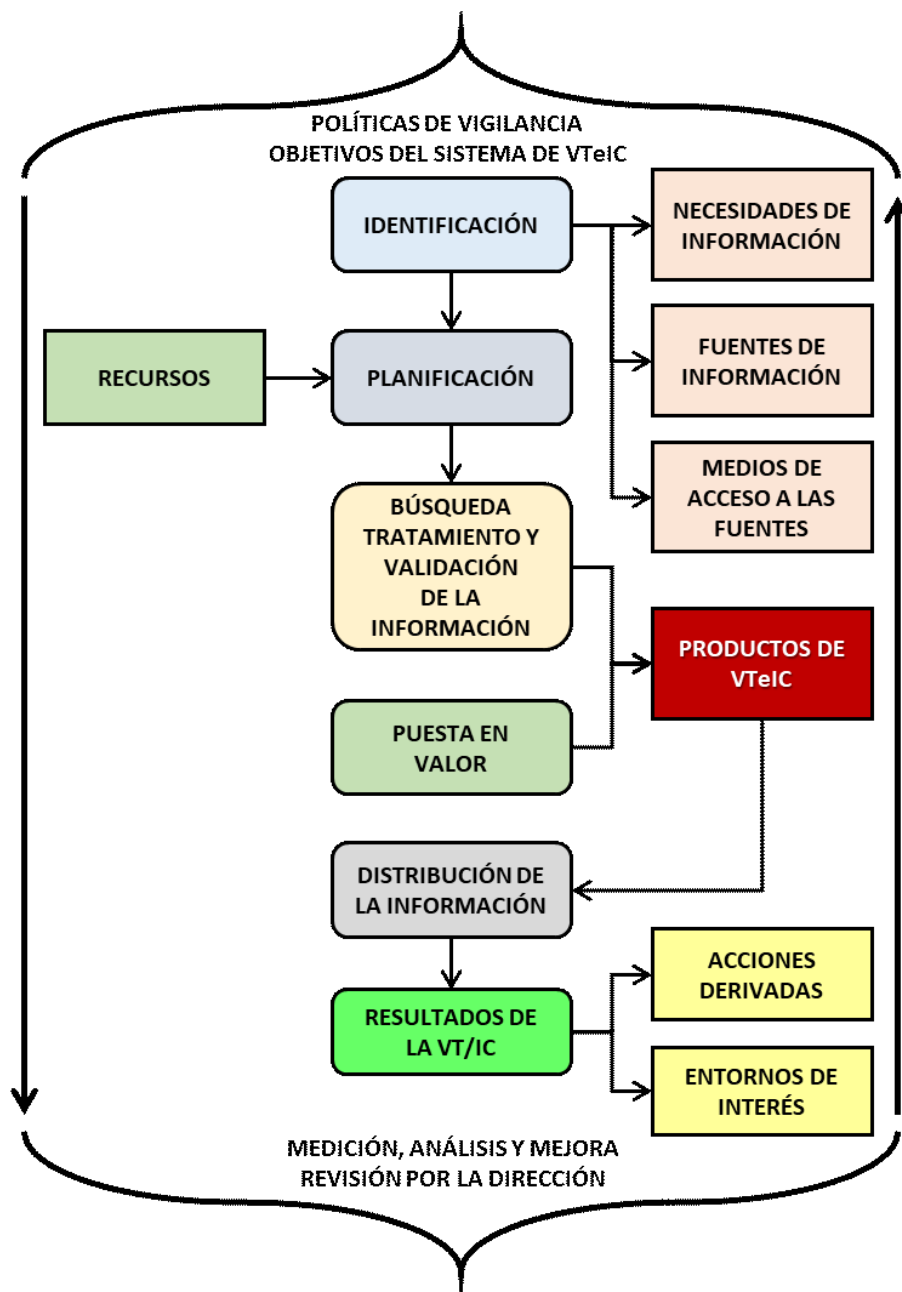 POLÍTICAS DE VIGILANCIA
OBJETIVOS DEL SISTEMA DE VTeIC
IDENTIFICACIÓN
NECESIDADES DE
INFORMACIÓN
RECURSOS
PLANIFICACIÓN
FUENTES DE
INFORMACIÓN
MEDIOS DE
ACCESO A LAS
FUENTES
BÚSQUEDA
TRATAMIENTO Y
VALIDACIÓN
DE LA
INFORMACIÓN
PRODUCTOS DE
VTeIC
PUESTA EN
VALOR
DISTRIBUCIÓN DE
LA INFORMACIÓN
RESULTADOS DE
LA VT/IC
ACCIONES
DERIVADAS
ENTORNOS DE
INTERÉS
MEDICIÓN, ANÁLISIS Y MEJORA
REVISIÓN POR LA DIRECCIÓN